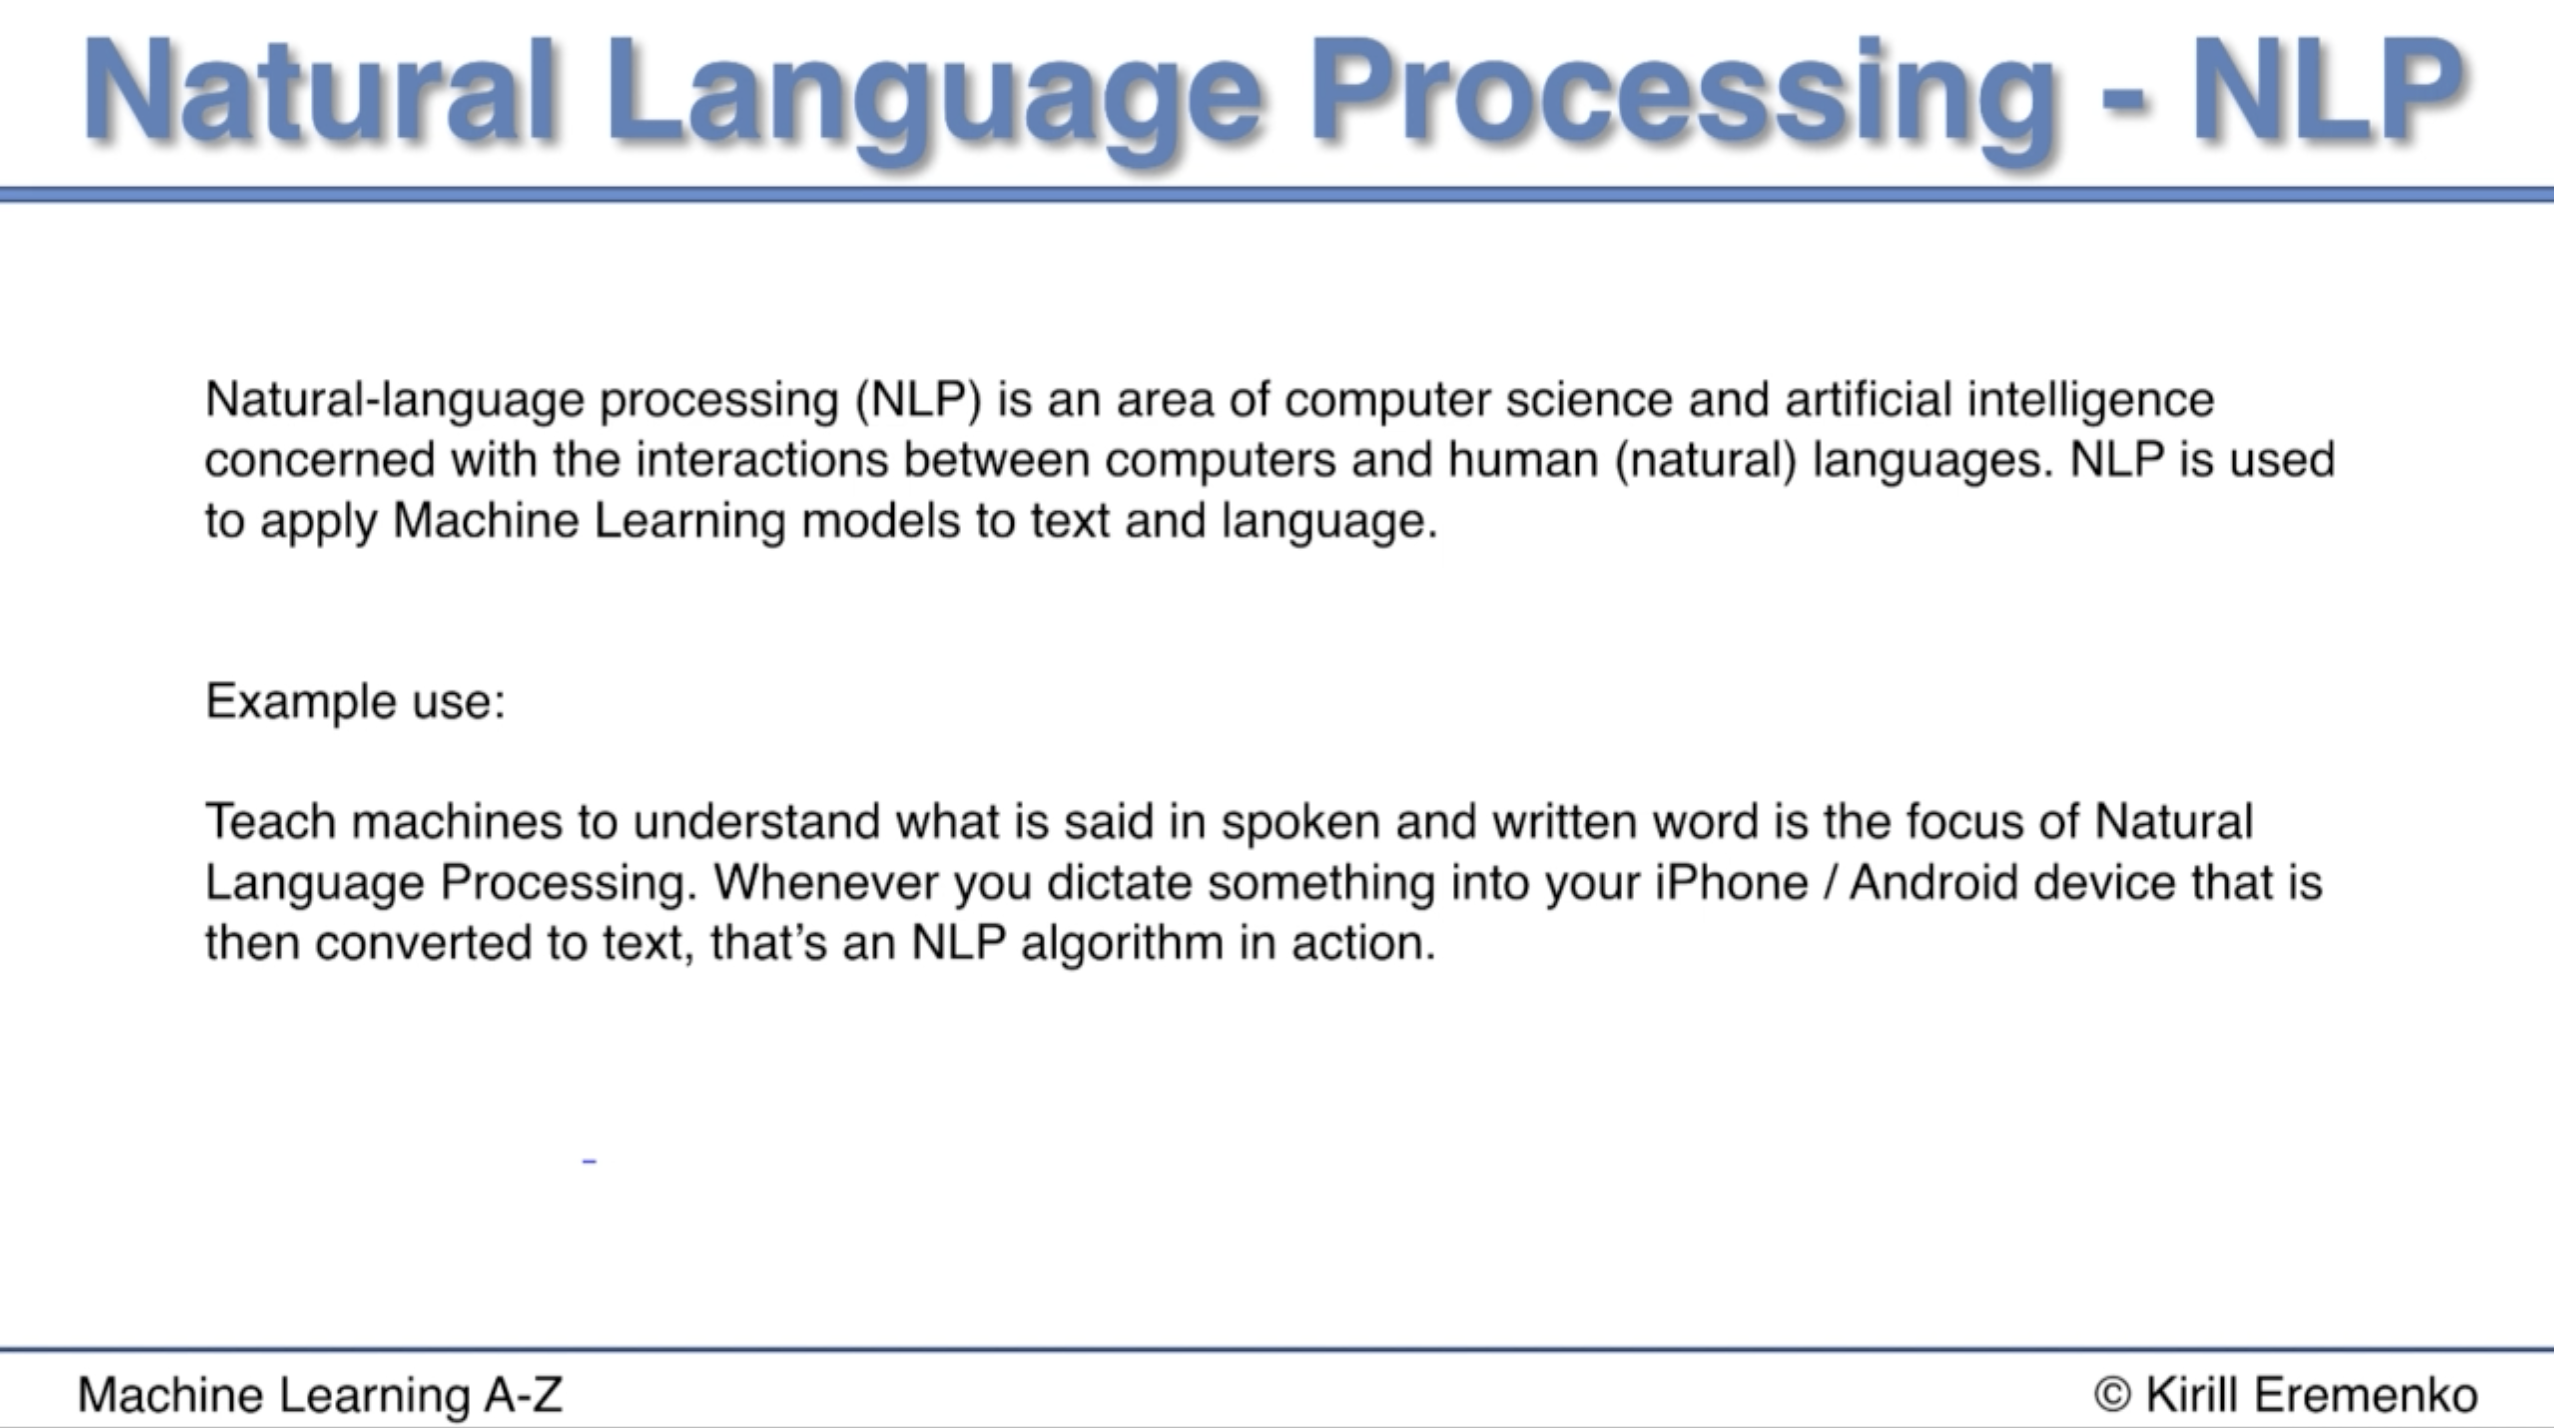 Natural Language Processing - NLP
Natural-language processing (NLP) is an area of computer science and artificial intelligence
concerned with the interactions between computers and human (natural) languages. NLP is used
to apply Machine Learning models to text and language.
Example use:
Teach machines to understand what is said in spoken and written word is the focus of Natural
Language Processing. Whenever you dictate something into your iPhone / Android device that is
then converted to text, that’s an NLP algorithm in action.
Machine Learning A-Z
© Kirill Eremenko